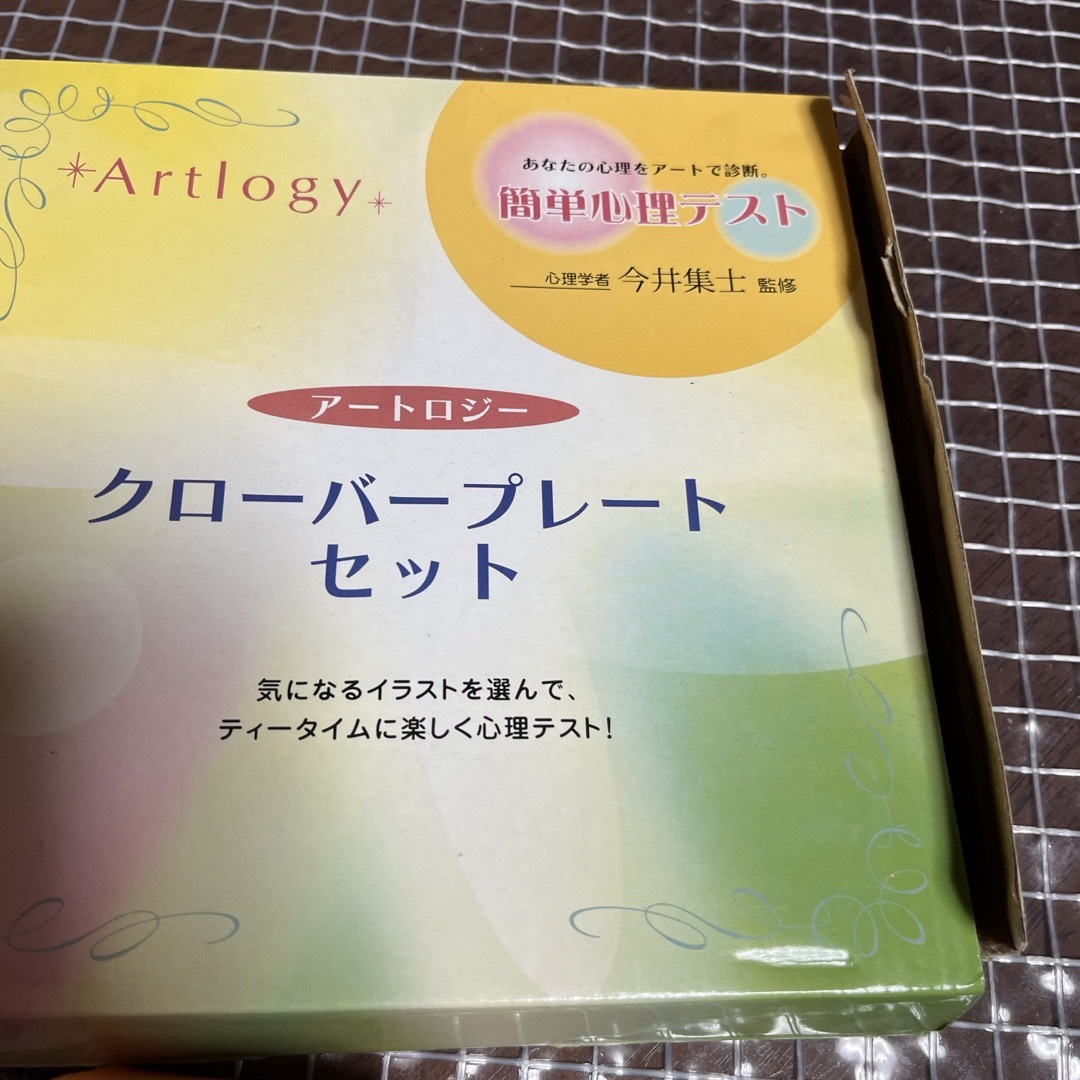 Artlogy
あなたの心理をアートで診断。
簡単心理テスト
心理学者 今井集士 監修
アートロジー
クローバープレート
セット
気になるイラストを選んで、
ティータイムに楽しく心理テスト!